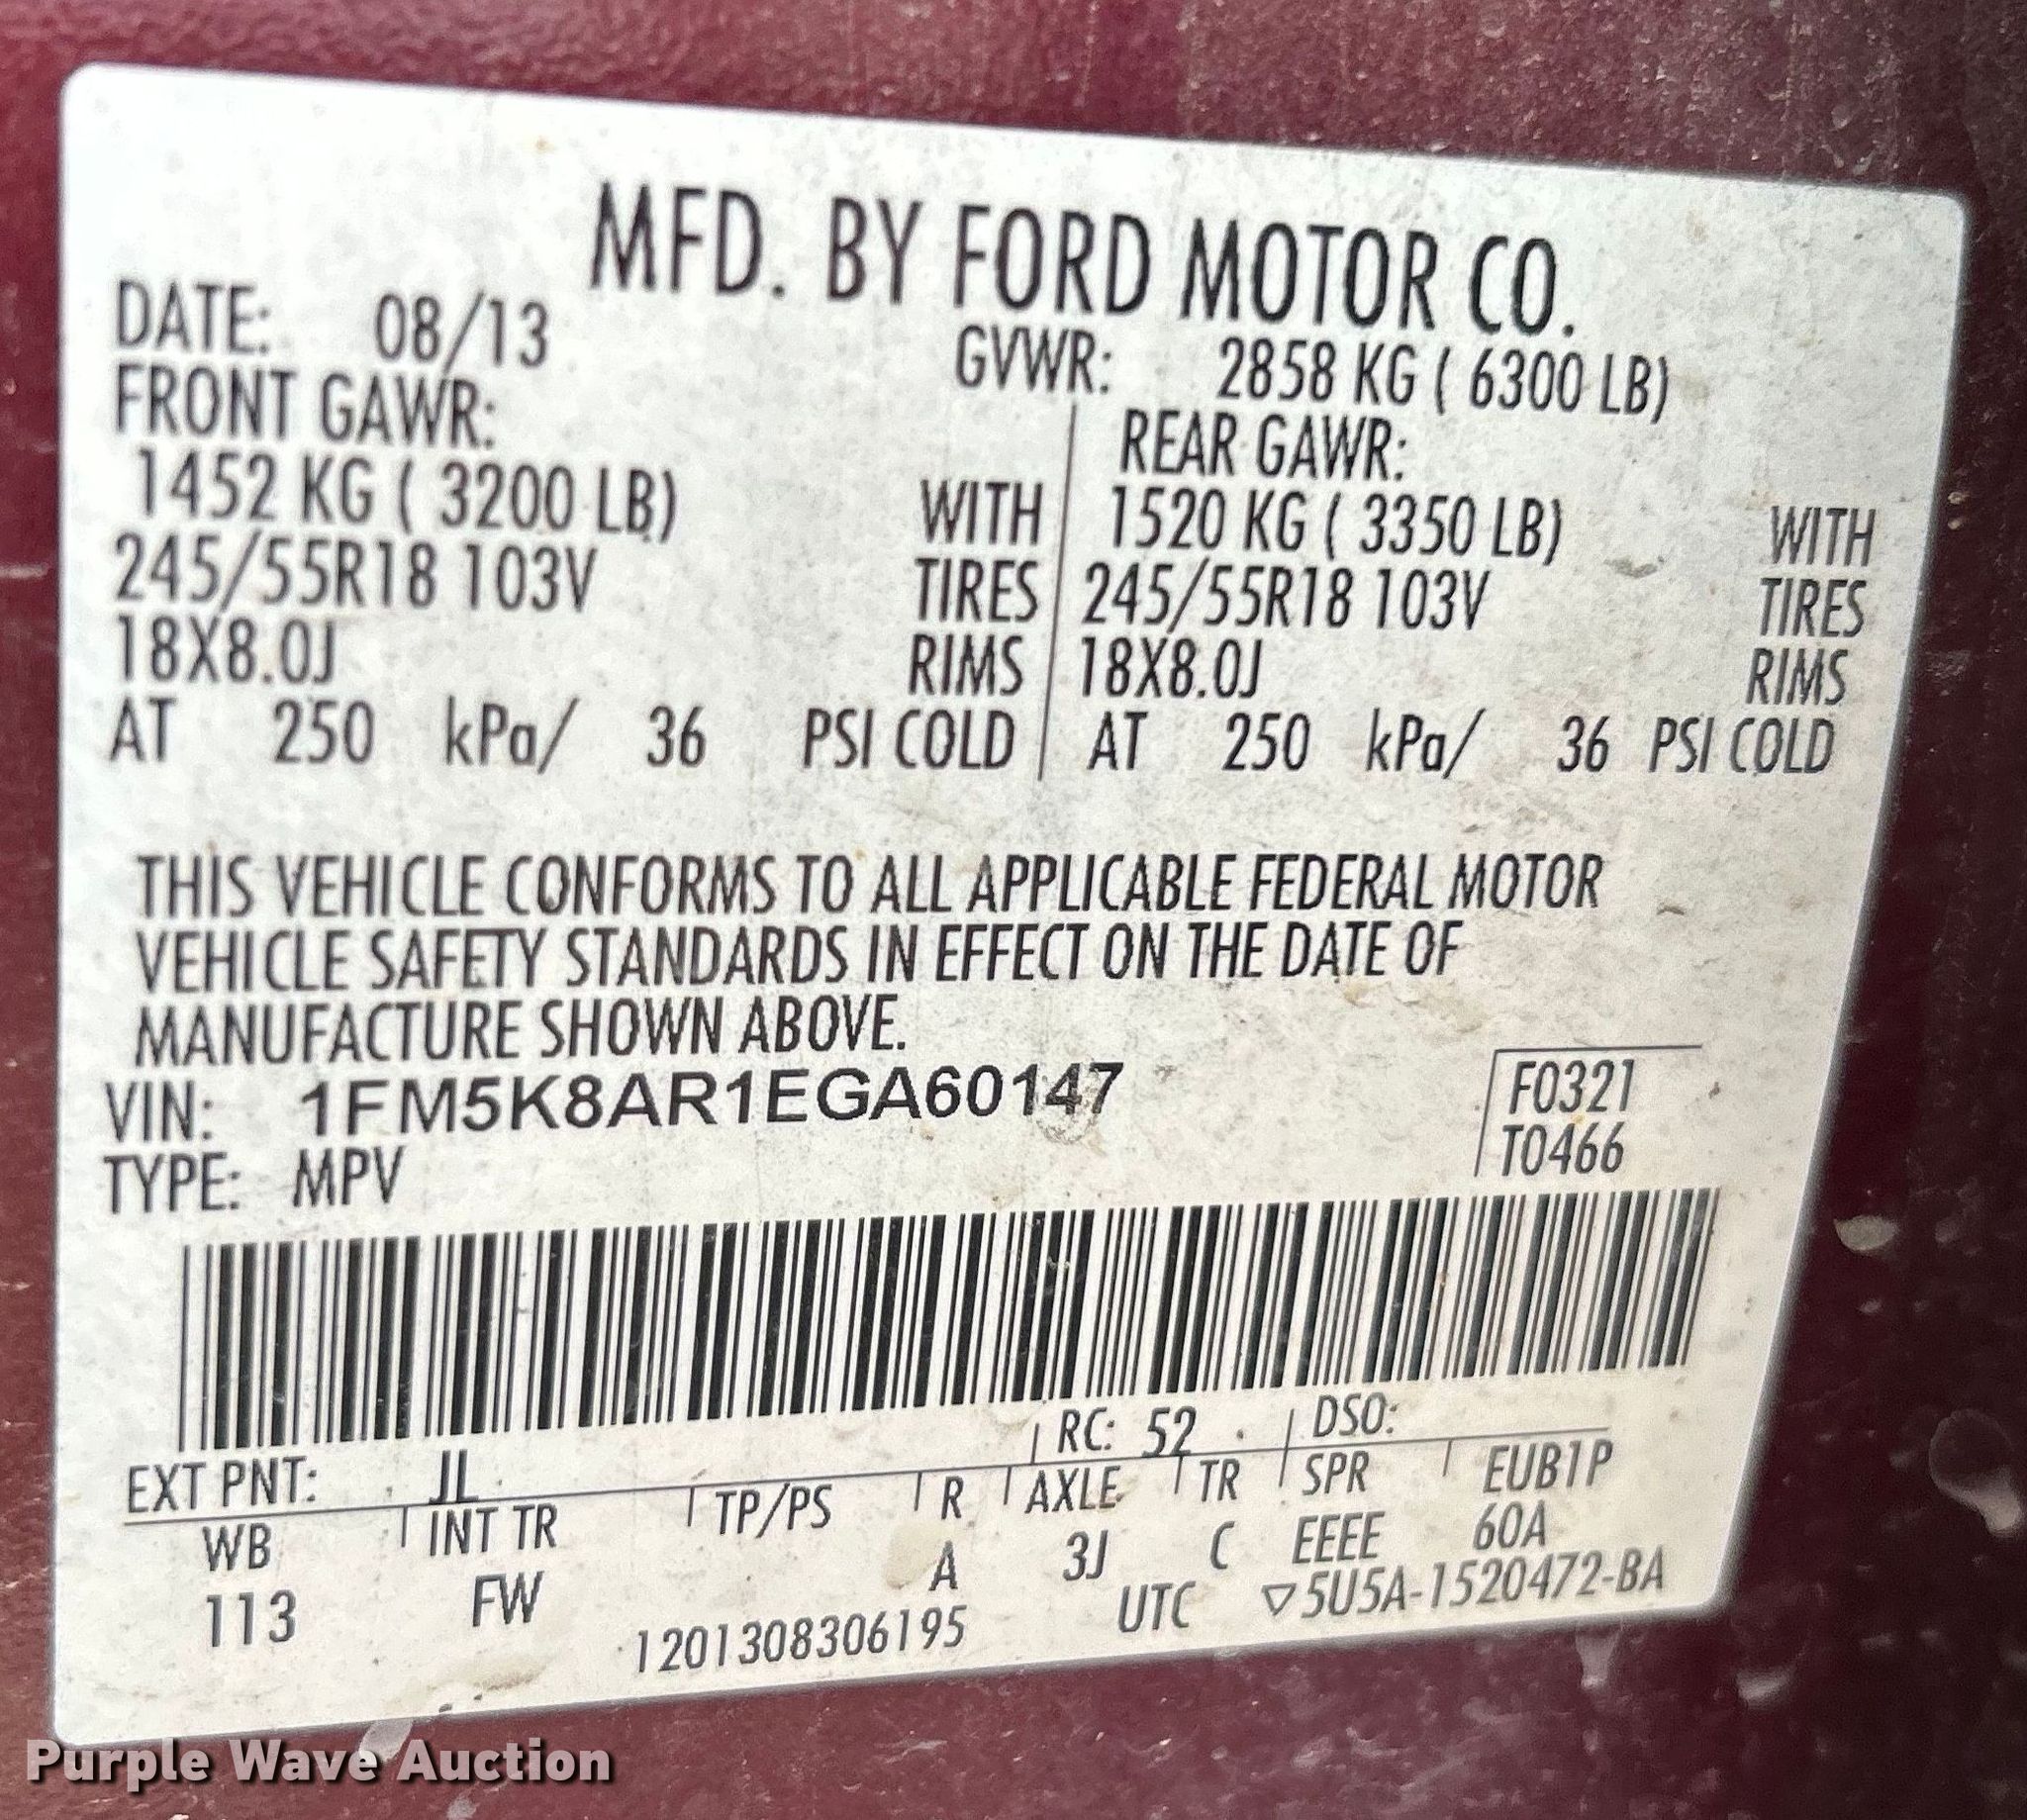 MFD. BY FORD MOTOR CO.
DATE: 08/13 GVWR: 2858 KG ( 6300 LB)
FRONT GAWR: REAR GAWR:
1452 KG ( 3200 LB) WITH 1520 KG ( 3350 LB) WITH
245/55R18 103V TIRES 245/55R18 103V TIRES
18X8.0J RIMS 18X8.0J RIMS
AT 250 kPa/ 36 PSI COLD AT 250 kPa/ 36 PSI COLD
THIS VEHICLE CONFORMS TO ALL APPLICABLE FEDERAL MOTOR
VEHICLE SAFETY STANDARDS IN EFFECT ON THE DATE OF
MANUFACTURE SHOWN ABOVE.
VIN: 1FM5K8AR1EGA60147 F0321
TYPE: MPV T0466
EXT PNT: JL RC: 52 DSO:
WB INT TR TP/PS R AXLE TR SPR EUB1P
113 FW A 3J C EEEE 60A
1201308306195 UTC ▽5U5A-1520472-BA
Purple Wave Auction